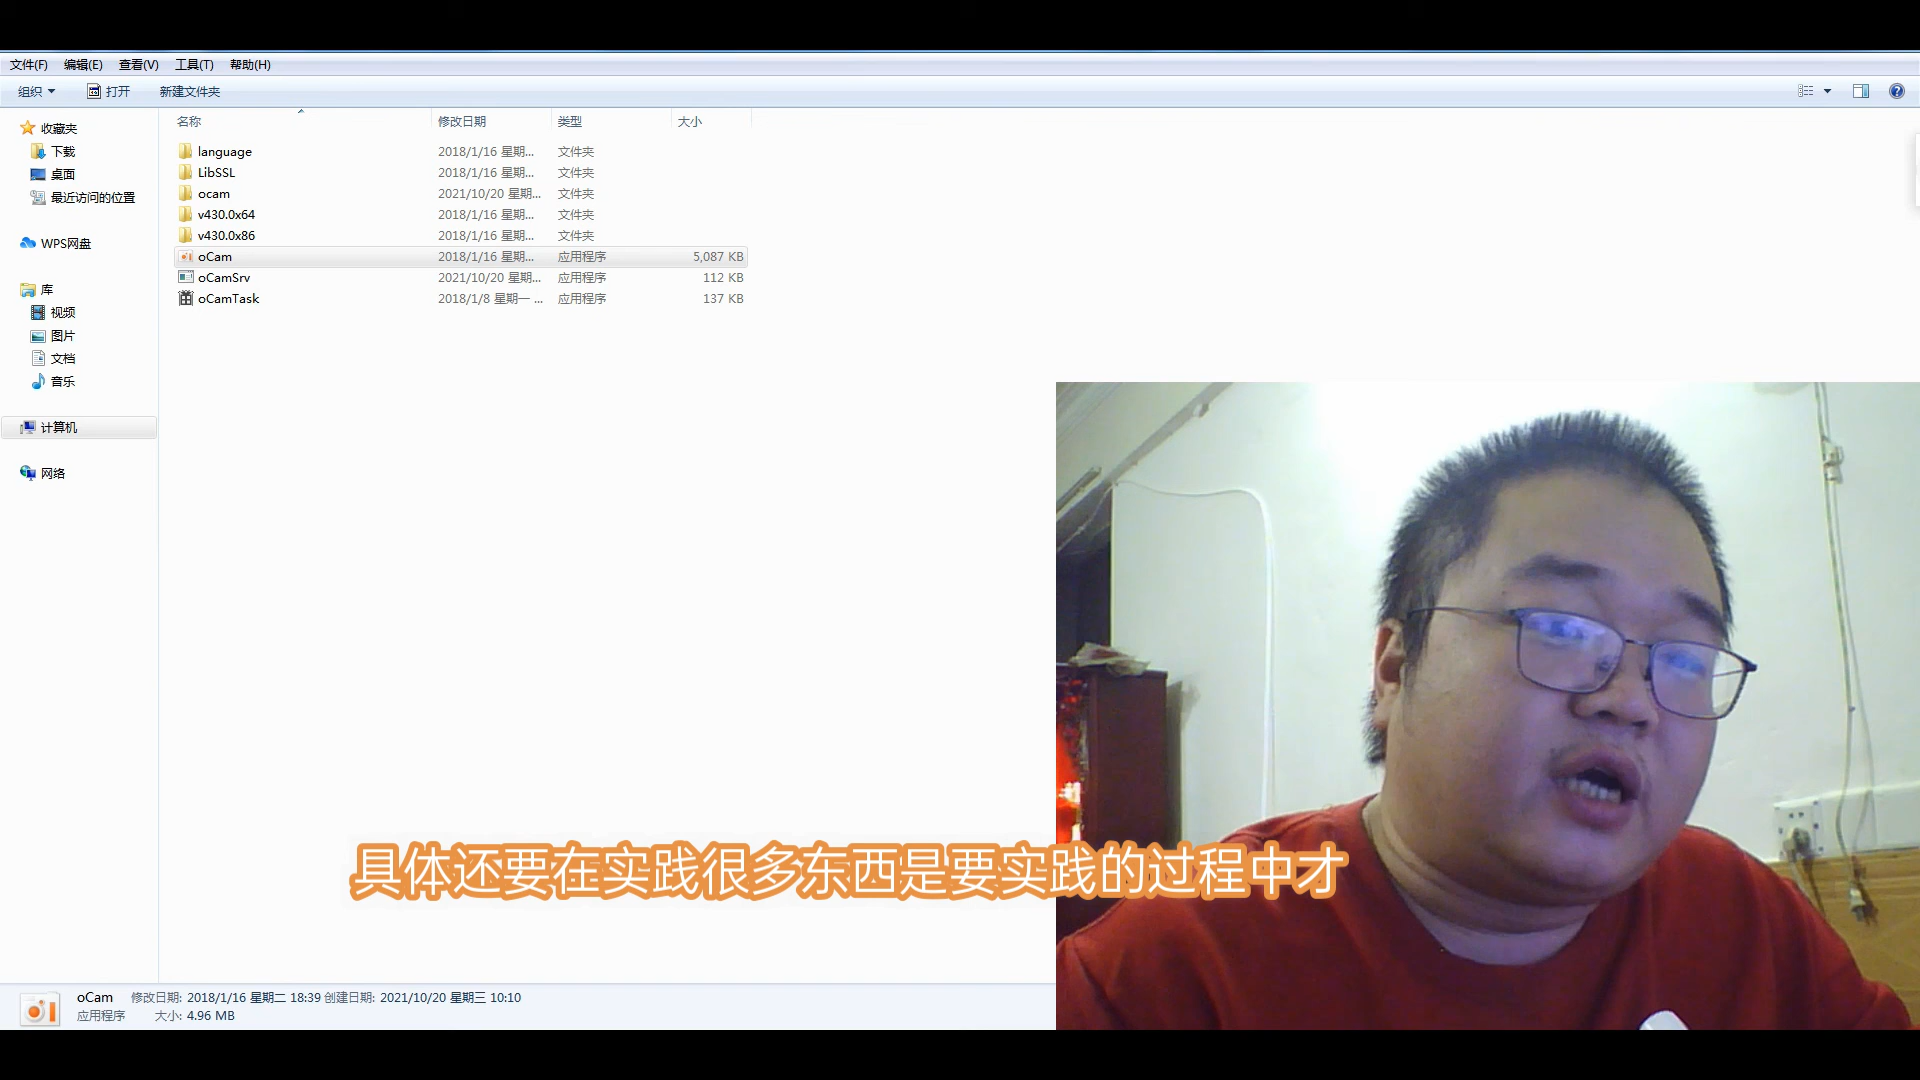 文件(F) 编辑(E) 查看(V) 工具(T) 帮助(H)
组织 打开 新建文件夹
名称 修改日期 类型 大小
收藏夹
下载
桌面
最近访问的位置
WPS网盘
库
视频
图片
文档
音乐
计算机
网络
language 2018/1/16 星期... 文件夹
LibSSL 2018/1/16 星期... 文件夹
ocam 2021/10/20 星期... 文件夹
v430.0x64 2018/1/16 星期... 文件夹
v430.0x86 2018/1/16 星期... 文件夹
oCam 2018/1/16 星期... 应用程序 5,087 KB
oCamSrv 2021/10/20 星期... 应用程序 112 KB
oCamTask 2018/1/8 星期一 ... 应用程序 137 KB
具体还要在实践很多东西是要实践的过程中才
oCam 修改日期: 2018/1/16 星期二 18:39 创建日期: 2021/10/20 星期三 10:10
应用程序 大小: 4.96 MB